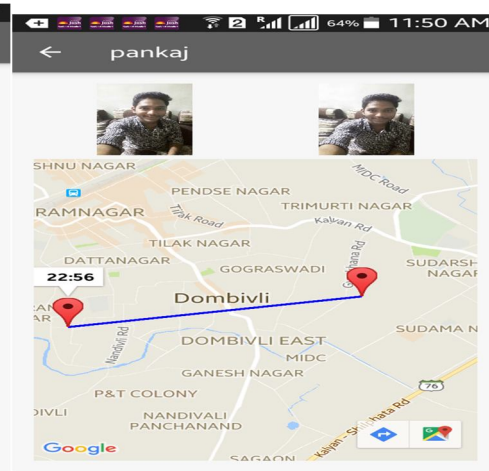 2 R 64% 11:50 AM
pankaj
SHNU NAGAR
MIDC Road
PENDSE NAGAR
RAMNAGAR
Tilak Road
TRIMURTI NAGAR
Kalyan Rd
TILAK NAGAR
DATTANAGAR
GOGRASWADI
SUDARSH
NAGAR
22:56
Dombivli
AR
Nandivli Rd
DOMBIVLI EAST
SUDAMA N
MIDC
GANESH NAGAR
76
P&T COLONY
DIVLI
NANDIVALI
PANCHANAND
Google
SAGAON